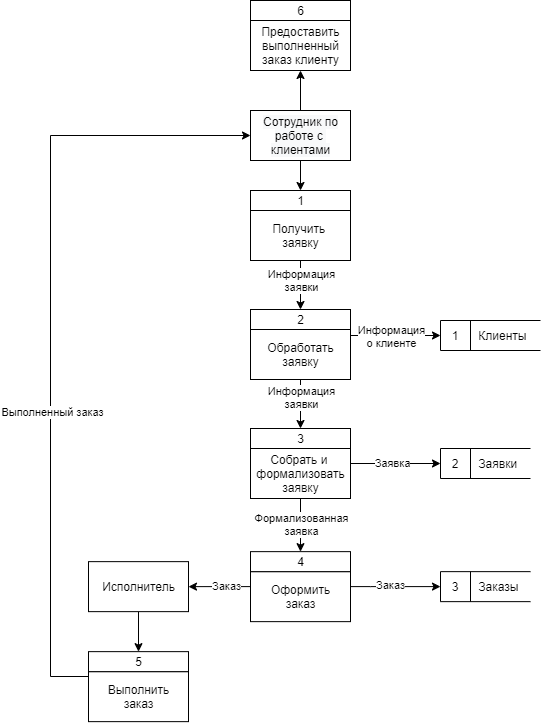 6
Предоставить
выполненный
заказ клиенту
Сотрудник по
работе с
клиентами
1
Получить
заявку
Информация
заявки
2
Обработать
заявку
Информация
о клиенте
1 Клиенты
Информация
заявки
Выполненный заказ
3
Собрать и
формализовать
заявку
Заявка
2 Заявки
Формализованная
заявка
4
Оформить
заказ
Заказ
3 Заказы
Заказ
Исполнитель
5
Выполнить
заказ